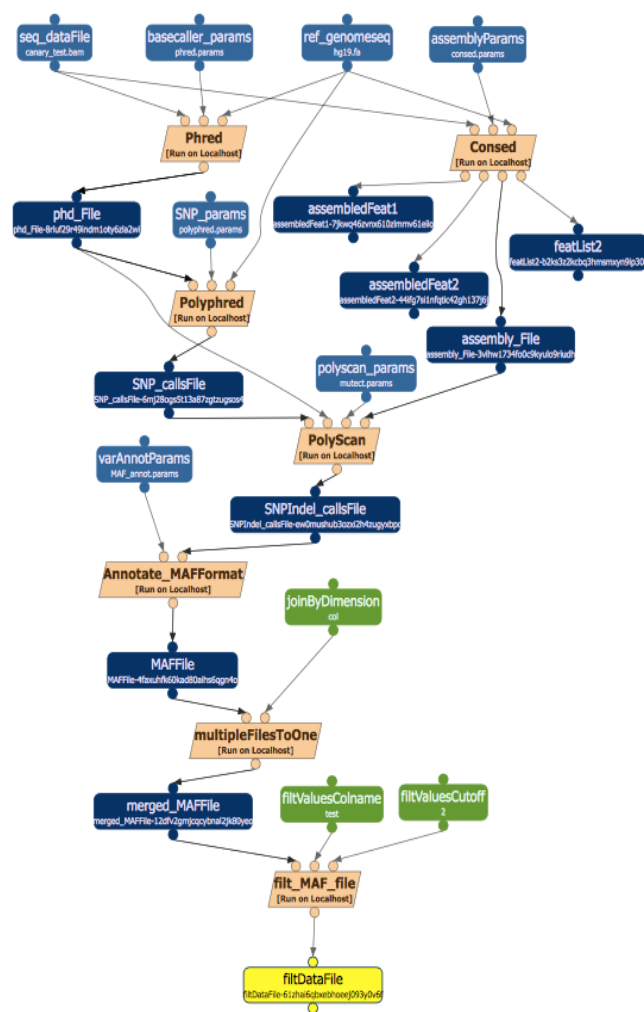 seq_dataFile
canary_test.bam
basecaller_params
phred.params
ref_genomeseq
hg19.fa
assemblyParams
consed.params
Phred
[Run on Localhost]
Consed
[Run on Localhost]
phd_File
SNP_params
polyphred.params
assembledFeat1
featList2
assembledFeat2
Polyphred
[Run on Localhost]
assembly_File
SNP_callsFile
polyscan_params
mutect.params
PolyScan
[Run on Localhost]
varAnnotParams
MAF_annot.params
SNPIndel_callsFile
Annotate_MAFFormat
[Run on Localhost]
joinByDimension
col
MAFFile
multipleFilesToOne
[Run on Localhost]
merged_MAFFile
filtValuesColname
test
filtValuesCutoff
2
filt_MAF_file
[Run on Localhost]
filtDataFile